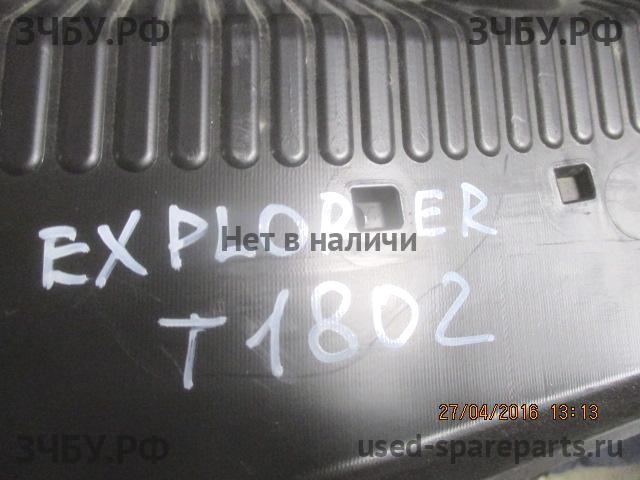 ЗЧБУ.РФ
ЗЧБУ.РФ
EXPLORER
Нет в наличи
T1802
27/04/2016 13:13
ЗЧБУ.РФ
used-spareparts.ru